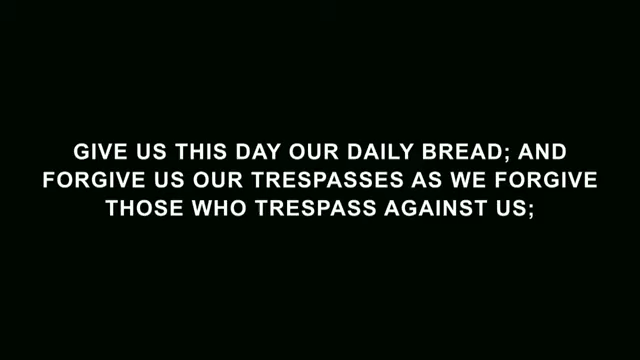 GIVE US THIS DAY OUR DAILY BREAD; AND
FORGIVE US OUR TRESPASSES AS WE FORGIVE
THOSE WHO TRESPASS AGAINST US;